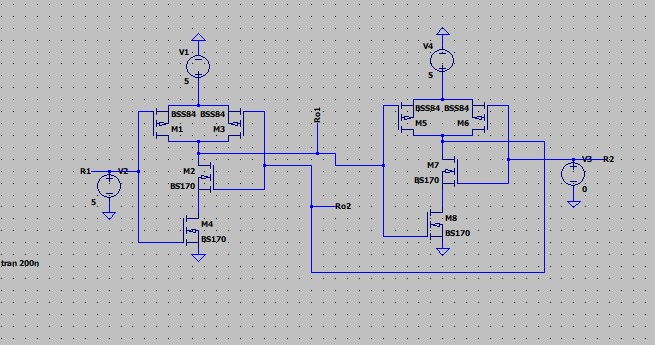 V1
V4
5
5
BSS84 BSS84
M1 M3
Ro1
BSS84 BSS84
M5 M6
R1 V2
M2
BS170
M7
BS170
V3 R2
5
0
Ro2
M4
BS170
M8
BS170
tran 200n